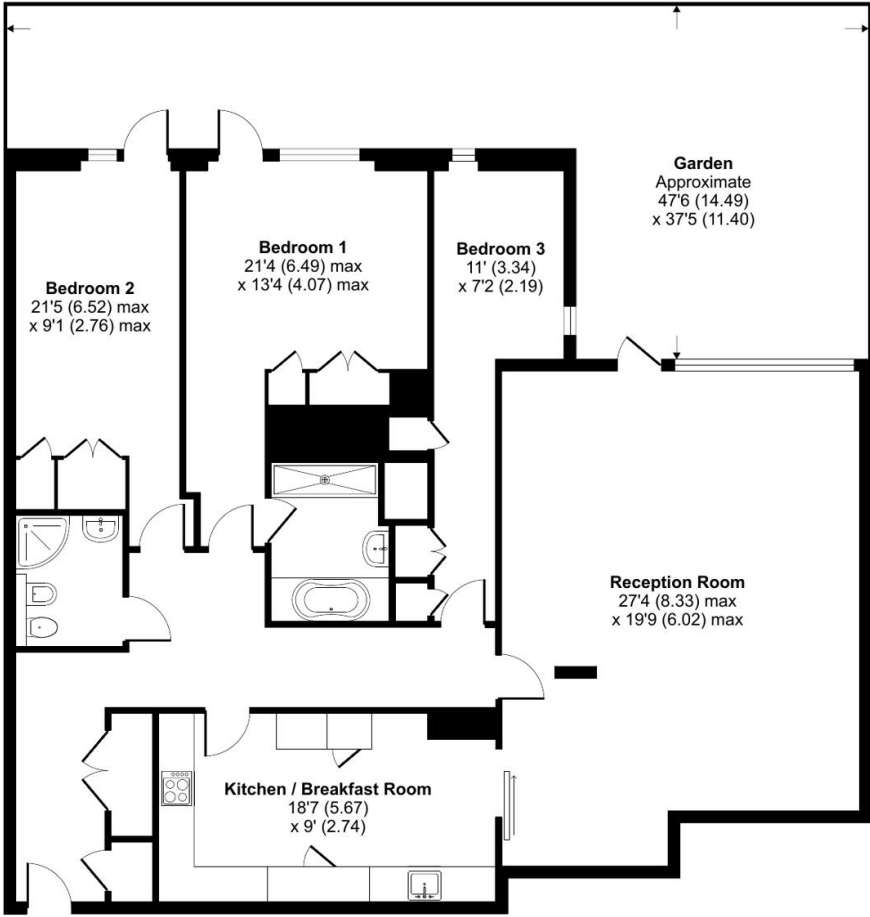 Garden
Approximate
47'6 (14.49)
x 37'5 (11.40)
Bedroom 1
21'4 (6.49) max
x 13'4 (4.07) max
Bedroom 3
11' (3.34)
x 7'2 (2.19)
Bedroom 2
21'5 (6.52) max
x 9'1 (2.76) max
Reception Room
27'4 (8.33) max
x 19'9 (6.02) max
Kitchen / Breakfast Room
18'7 (5.67)
x 9' (2.74)